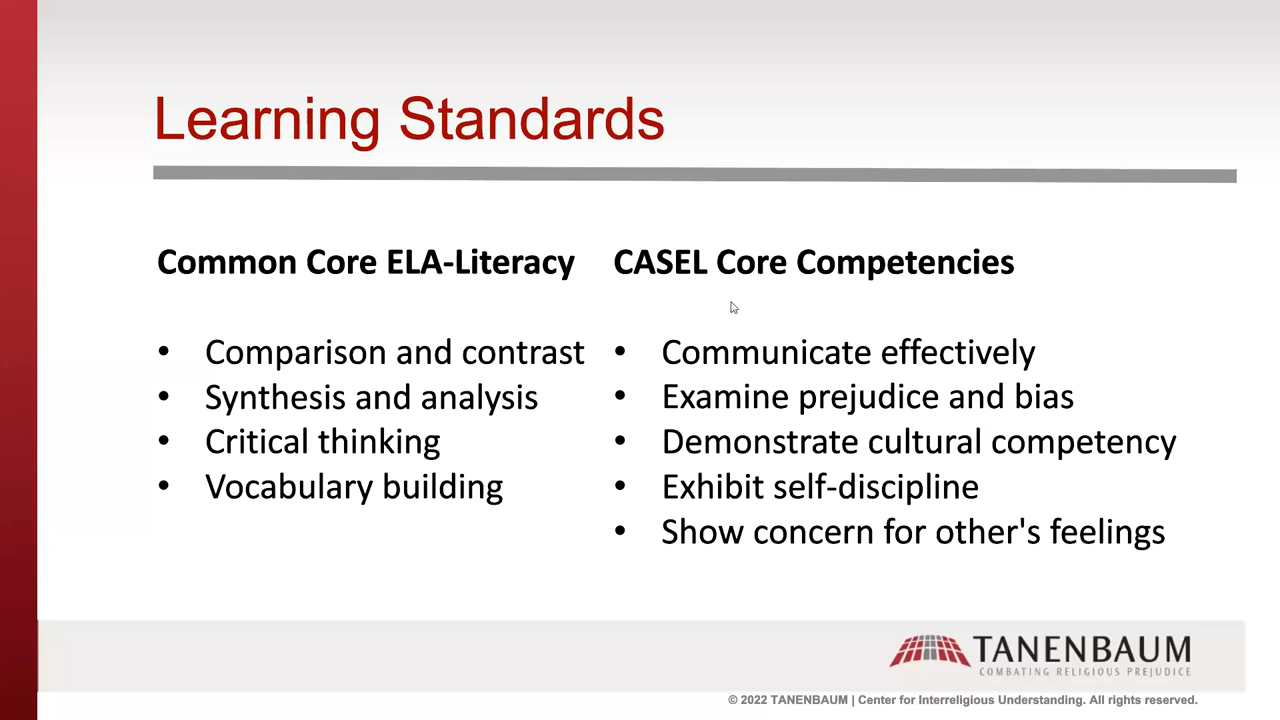 Learning Standards
Common Core ELA-Literacy
• Comparison and contrast
• Synthesis and analysis
• Critical thinking
• Vocabulary building
CASEL Core Competencies
• Communicate effectively
• Examine prejudice and bias
• Demonstrate cultural competency
• Exhibit self-discipline
• Show concern for other's feelings
TANENBAUM
COMBATING RELIGIOUS PREJUDICE
© 2022 TANENBAUM | Center for Interreligious Understanding. All rights reserved.